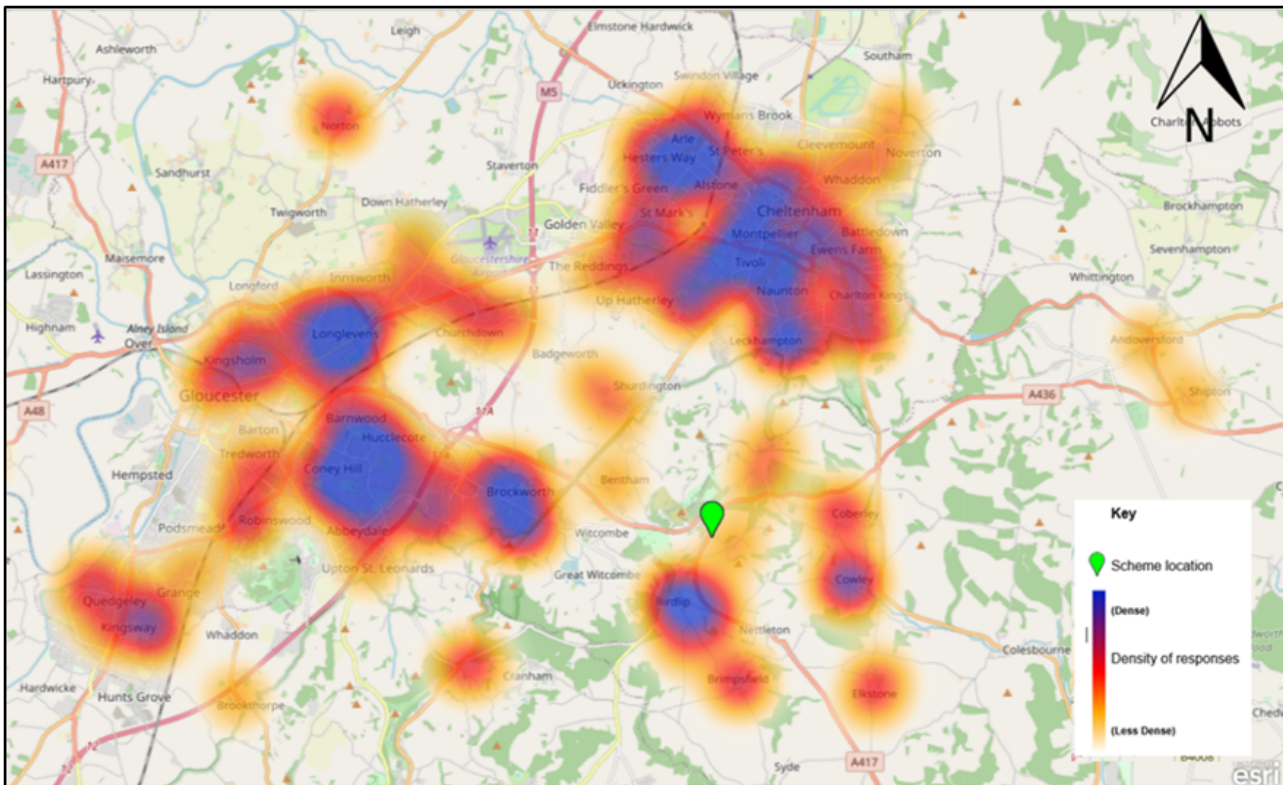 Elmstone Hardwick
Leigh
Ashleworth
Southam
Hartpury
Uckington
Swindon Village
M5
Norton
Wymans Brook
Charlton Abbots
N
Arle
St Peter's
Cleevemount
Noverton
Hesters Way
A417
Staverton
Sandhurst
Whaddon
Fiddler's Green
Alstone
Down Hatherley
Twigworth
St Mark's
Cheltenham
Brockhampton
Golden Valley
Montpellier
Battledown
Ewens Farm
Sevenhampton
Maisemore
Gloucestershire
Airport
The Reddings
Tivoli
Lassington
Innsworth
Whittington
Longford
Up Hatherley
Naunton
Charlton Kings
Highnam
Alney Island
Over
Longlevens
Churchdown
Leckhampton
Andoversford
Kingsholm
Badgeworth
Shurdington
Shipton
Gloucester
A48
A436
11A
Barnwood
Barton
Hucclecote
Tredworth
Coney Hill
Hempsted
Brockworth
Bentham
Podsmead
Robinswood
Abbeydale
Witcombe
Coberley
Upton St. Leonards
Great Witcombe
Cowley
Grange
Quedgeley
Kingsway
Birdlip
Whaddon
Nettleton
Colesbourne
Hardwicke
Hunts Grove
Cranham
Brimpsfield
Elkstone
Brookthorpe
Syde
A417
Key
Scheme location
(Dense)
Density of responses
(Less Dense)
esri